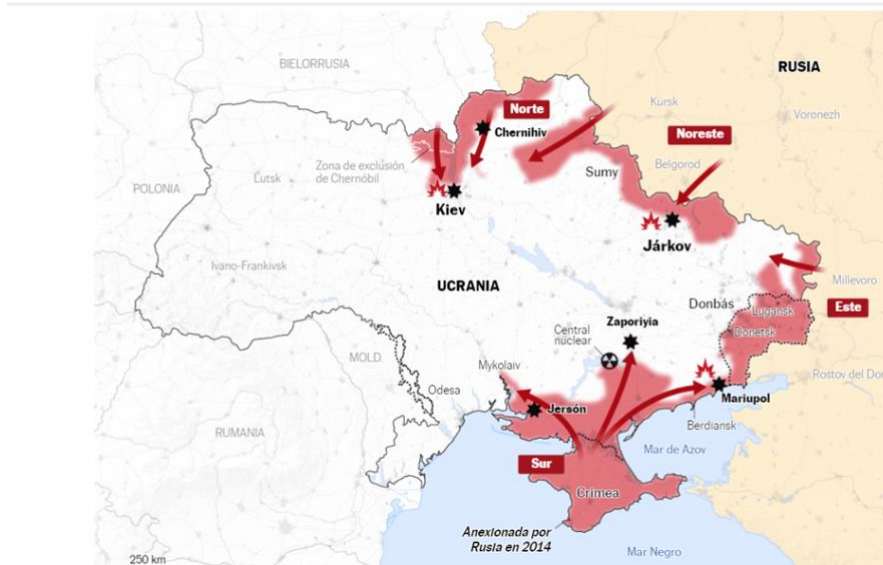 BIELORRUSIA
RUSIA
Norte
Kursk
Voronezh
Chernihiv
Noreste
Zona de exclusión
de Chernóbil
Belgorod
POLONIA
Lutsk
Sumy
Kiev
Járkov
Ivano-Frankivsk
UCRANIA
Millevoro
Donbás
Este
Lugansk
Zaporiyia
Donetsk
Central
nuclear
MOLD.
Mykolaiv
Rostov del Don
Odesa
Jersón
Mariupol
Berdiansk
RUMANIA
Mar de Azov
Sur
Crimea
Anexionada por
Rusia en 2014
Mar Negro
250 km